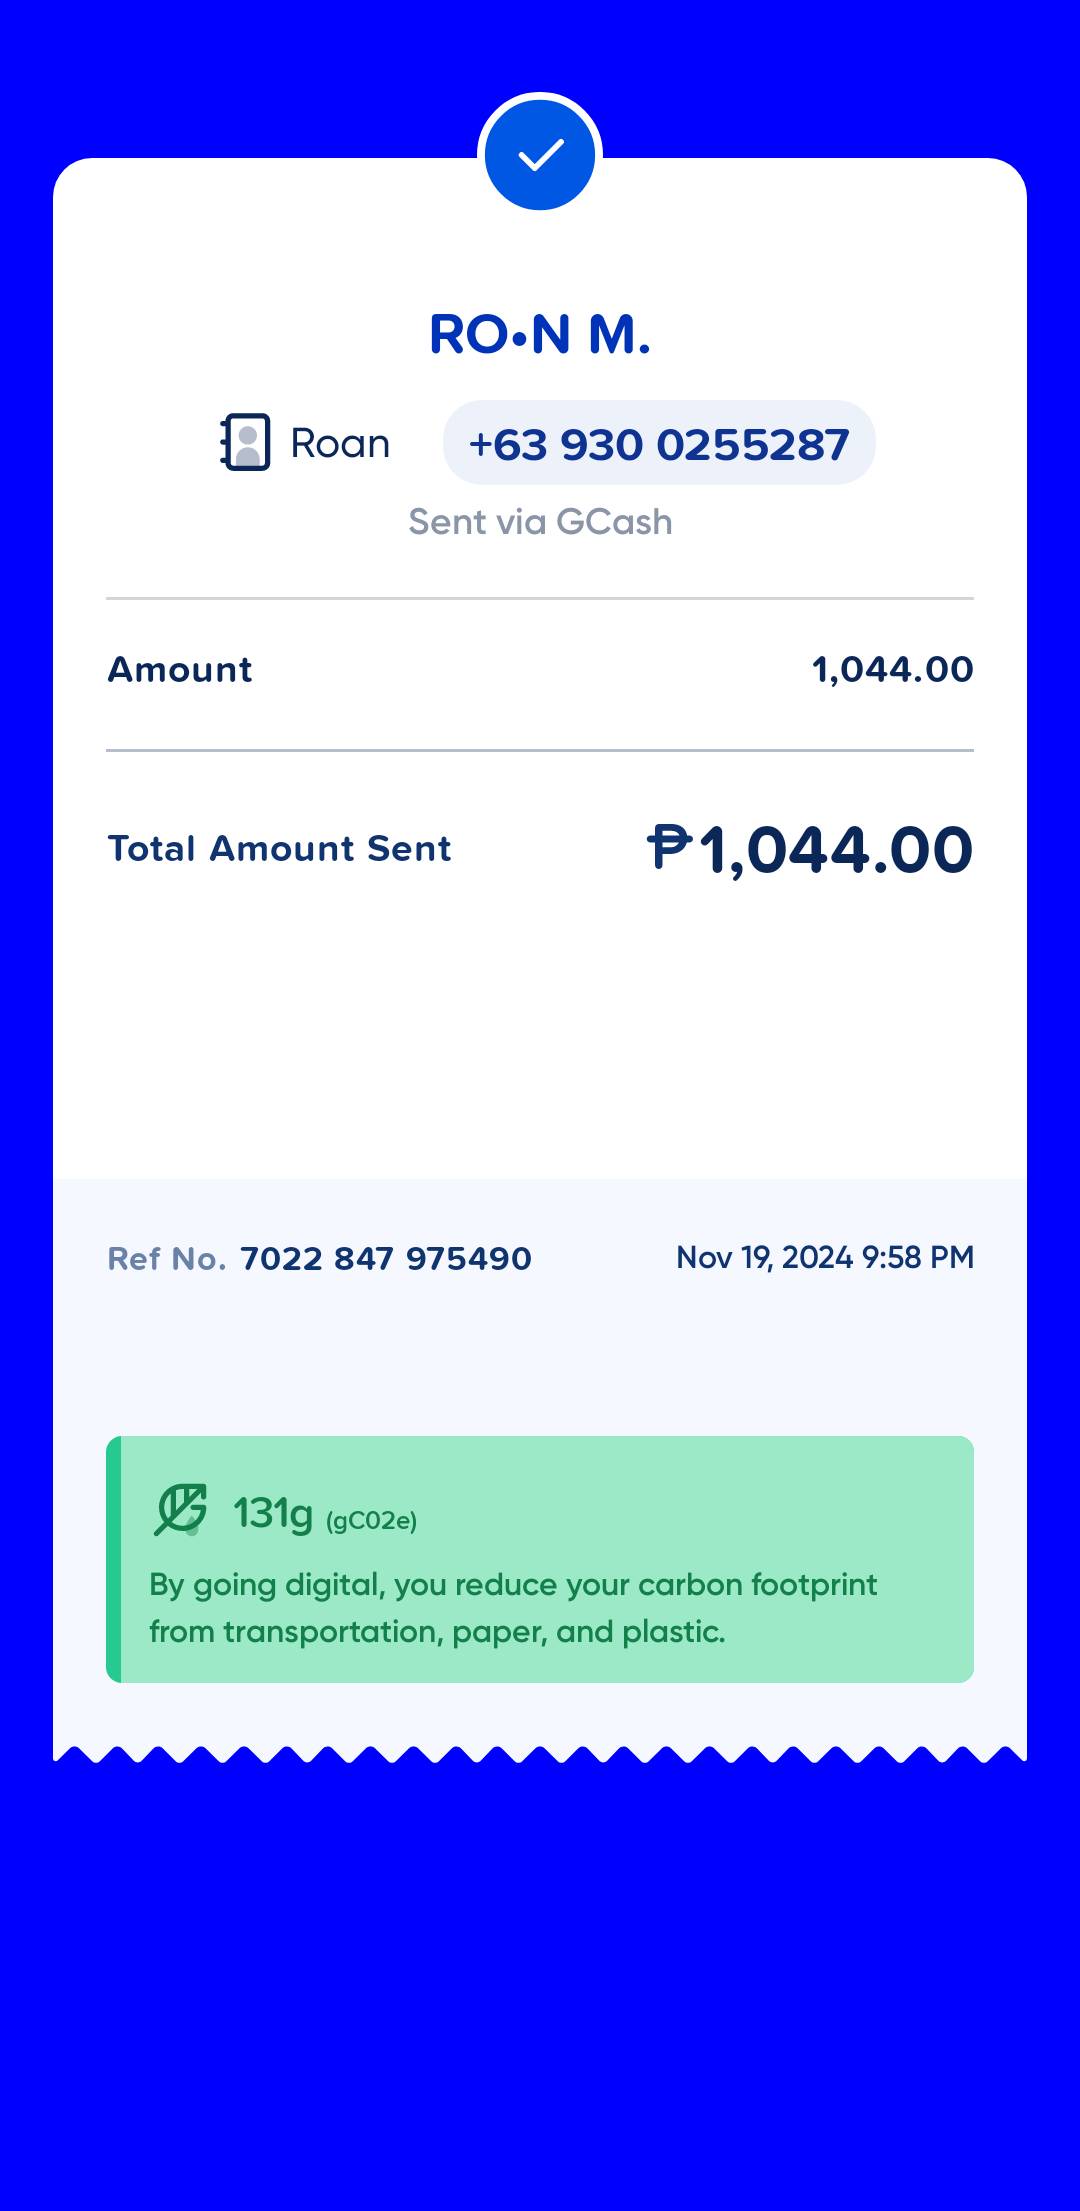 RO•N M.
Roan +63 930 0255287
Sent via GCash
Amount 1,044.00
Total Amount Sent ₱1,044.00
Ref No. 7022 847 975490 Nov 19, 2024 9:58 PM
131g (gC02e)
By going digital, you reduce your carbon footprint
from transportation, paper, and plastic.